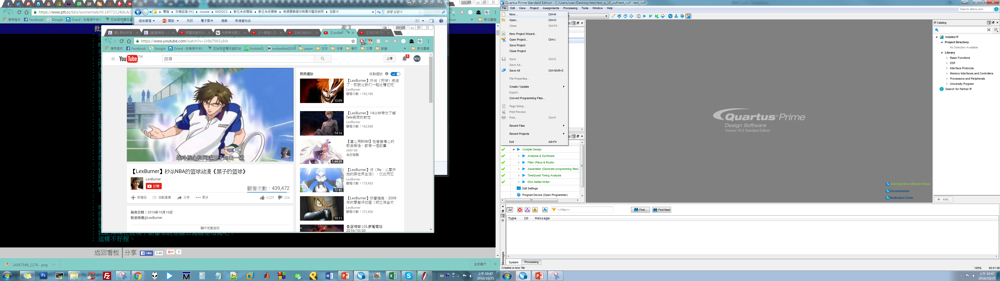 https://www.ptt.cc/bbs/womentalk/M.1477212466.A.C
應用程式 Facebook Google Dcard - 在每個午夜
電腦 本機磁碟 (H:) course MOOCS 數位系統導論 數位系統實驗 各週實驗操作與實作題目說明 投影片
搜尋 投影片
組合管理 開啟 列印 電子郵件 燒錄 新增資料夾
其他書籤
https://www.youtube.com/watch?v=1HibTlW1uMs
應用程式 Facebook Google Dcard - 在每個午夜 巴哈姆特電玩資訊站 Mobile01 embedded2014 paper 日本 作者 學校 文章 動畫 其他書籤
YouTube TW
搜尋
上傳
1
战斗核心和网球王子如出一辙
【LexBurner】秒杀NBA的篮球动漫《黑子的篮球》
LexBurner
訂閱
觀看次數：439,472
新增至 自動重播 分享 更多
3,229 234
發佈日期：2016年10月16日
新浪微博@LexBurner
顯示完整資訊
即將播放
自動播放
【LexBurner】听说《死神》完结
了，那就让我们一起吐槽它吧
LexBurner
觀看次數：102,186
12:09
【LexBurner】14分钟带你了解
fate英灵的前世
LexBurner
觀看次數：162,568
14:16
【虐心用BGM】在每首痛心的
歌曲背後，都有一個故事
xGIV GII
為您推薦
1:44:39
【LexBurner】评《Re：从零开
始的异世界生活》，仅此而已
LexBurner
觀看次數：173,453
12:45
【LexBurner】好番强推，2009
年的零差评动画《钢之炼金术
LexBurner
觀看次數：121,426
10:11
魯蛋精華 LOL夢魘電腦
2016/10/20
這樣不好捏。
返回看板 分享 Like 3.4K G+1 4
14567549_1174....png
全部顯示
上午 10:47
2016/10/25
Quartus Prime Standard Edition - C:/Users/user/Desktop/test/test_q_16_vwf/test_vwf - test_vwf
File Edit View Project Assignments Processing Tools Window Help
Search altera.com
New... Ctrl+N
Open... Ctrl+O
Close Ctrl+F4
New Project Wizard...
Open Project... Ctrl+J
Save Project
Close Project
Save Ctrl+S
Save As...
Save All Ctrl+Shift+S
File Properties...
Create / Update
Export...
Convert Programming Files...
Page Setup...
Print Preview
Print... Ctrl+P
Recent Files
Recent Projects
Exit Alt+F4
Compile Design
Analysis & Synthesis
Fitter (Place & Route)
Assembler (Generate programming files)
TimeQuest Timing Analysis
EDA Netlist Writer
Edit Settings
Program Device (Open Programmer)
Quartus Prime
Design Software
Version 16.0 Standard Edition
Download New Software Release
Documentation
Notification Center
IP Catalog
Installed IP
Project Directory
No Selection Available
Library
Basic Functions
DSP
Interface Protocols
Memory Interfaces and Controllers
Processors and Peripherals
University Program
Search for Partner IP
Add...
All
<<Filter>>
Find...
Find Next
Type ID Message
Messages
System Processing
Creates a new file
100% 00:01:06
上午 10:47
2016/10/25